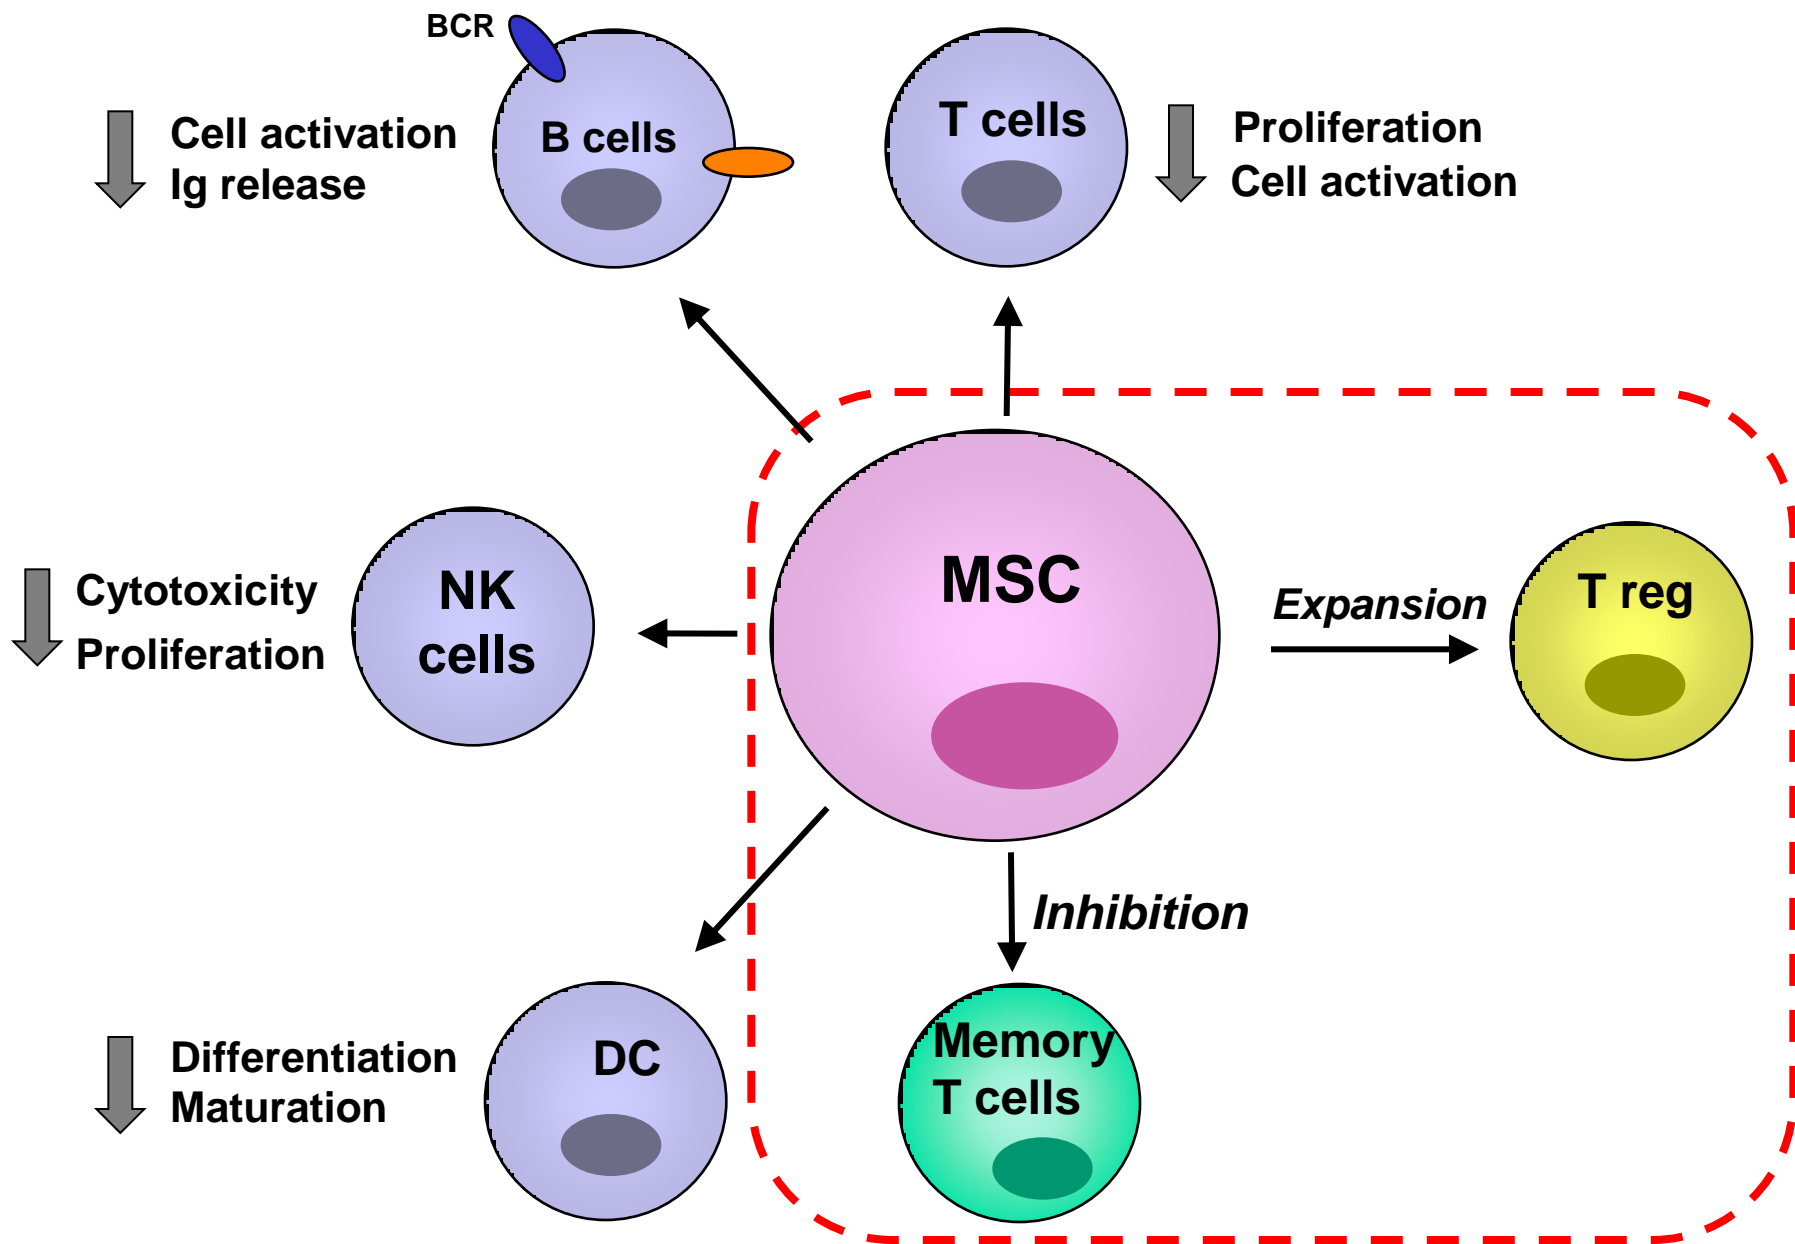 BCR
Cell activation
Ig release
B cells
T cells
Proliferation
Cell activation
Cytotoxicity
Proliferation
NK
cells
MSC
Expansion
T reg
Inhibition
Differentiation
Maturation
DC
Memory
T cells